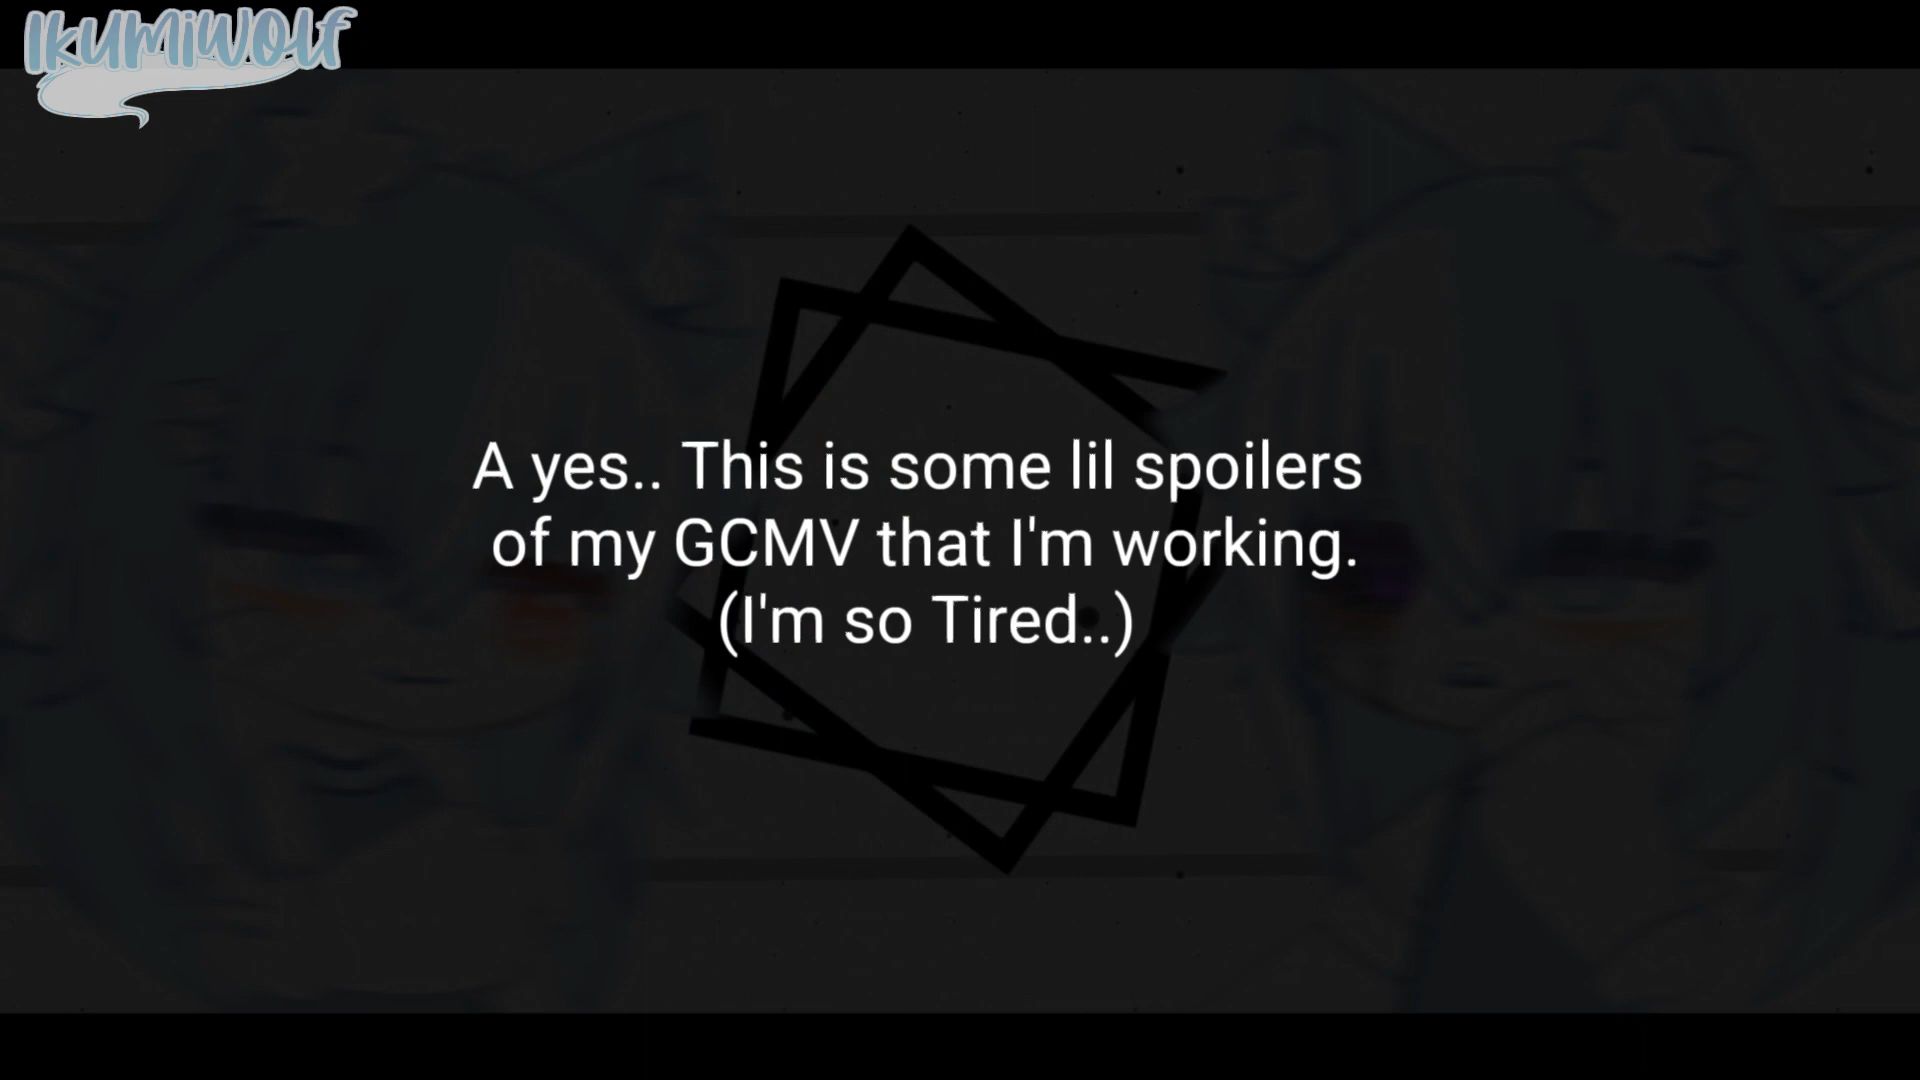 IkuMiWolf
A yes.. This is some lil spoilers
of my GCMV that I'm working.
(I'm so Tired..)